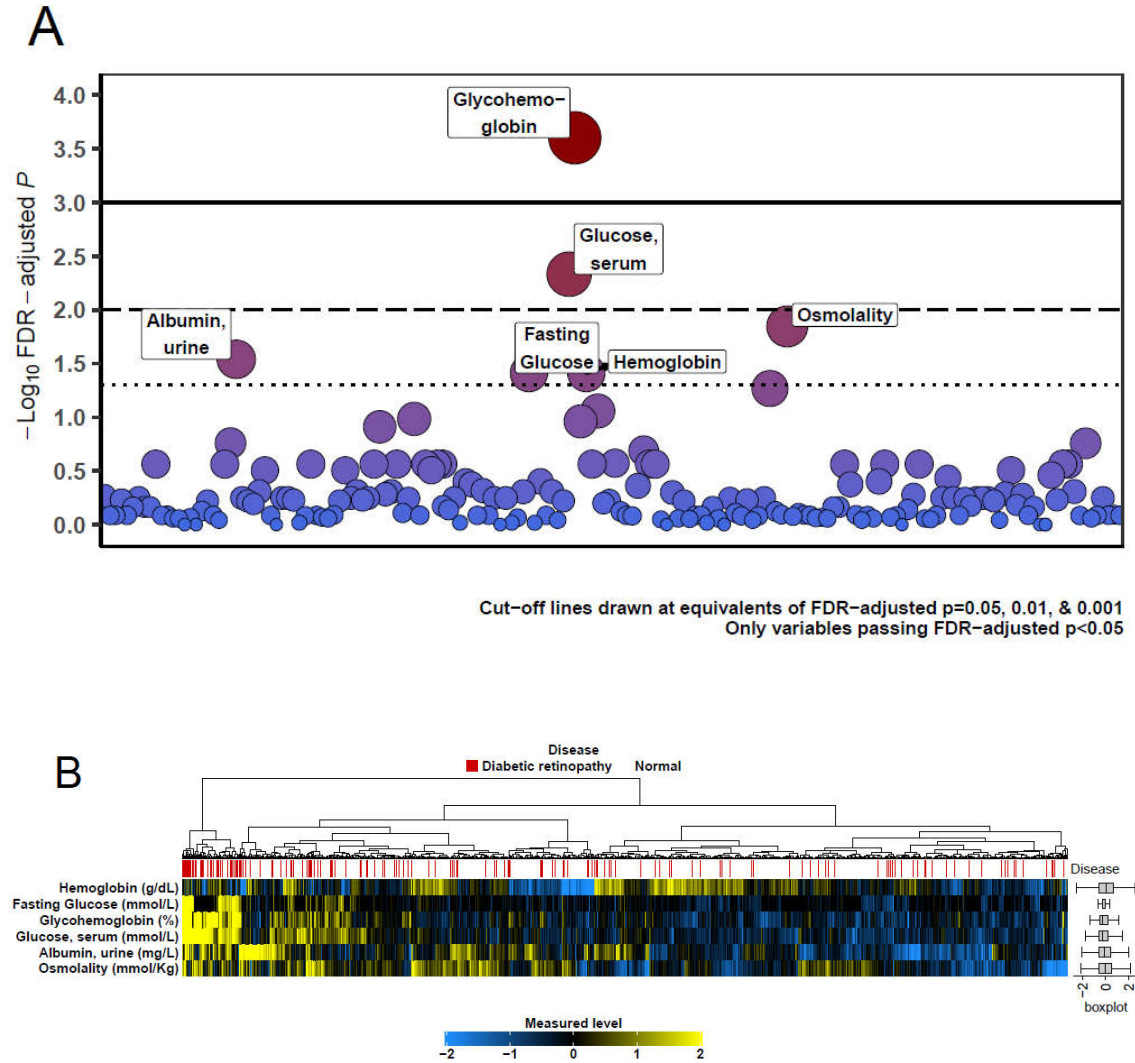 A
4.0
3.5
3.0
2.5
2.0
1.5
1.0
0.5
0.0
−Log10 FDR−adjusted P
Glycohemo−
globin
Glucose,
serum
Albumin,
urine
Fasting
Glucose
Hemoglobin
Osmolality
Cut−off lines drawn at equivalents of FDR−adjusted p=0.05, 0.01, & 0.001
Only variables passing FDR−adjusted p<0.05
B
Disease
Diabetic retinopathy Normal
Disease
Hemoglobin (g/dL)
Fasting Glucose (mmol/L)
Glycohemoglobin (%)
Glucose, serum (mmol/L)
Albumin, urine (mg/L)
Osmolality (mmol/Kg)
−2 0 2
boxplot
Measured level
−2 −1 0 1 2